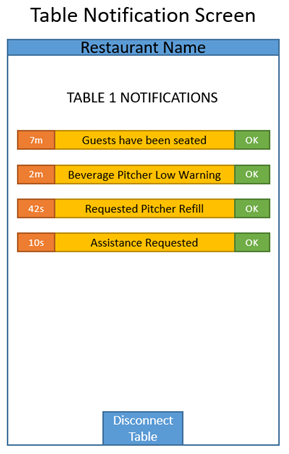 Table Notification Screen
Restaurant Name
TABLE 1 NOTIFICATIONS
7m Guests have been seated OK
2m Beverage Pitcher Low Warning OK
42s Requested Pitcher Refill OK
10s Assistance Requested OK
Disconnect
Table